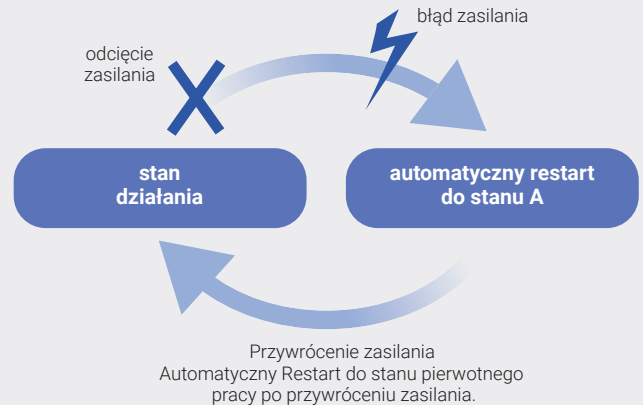 błąd zasilania
odcięcie
zasilania
stan
działania
automatyczny restart
do stanu A
Przywrócenie zasilania
Automatyczny Restart do stanu pierwotnego
pracy po przywróceniu zasilania.